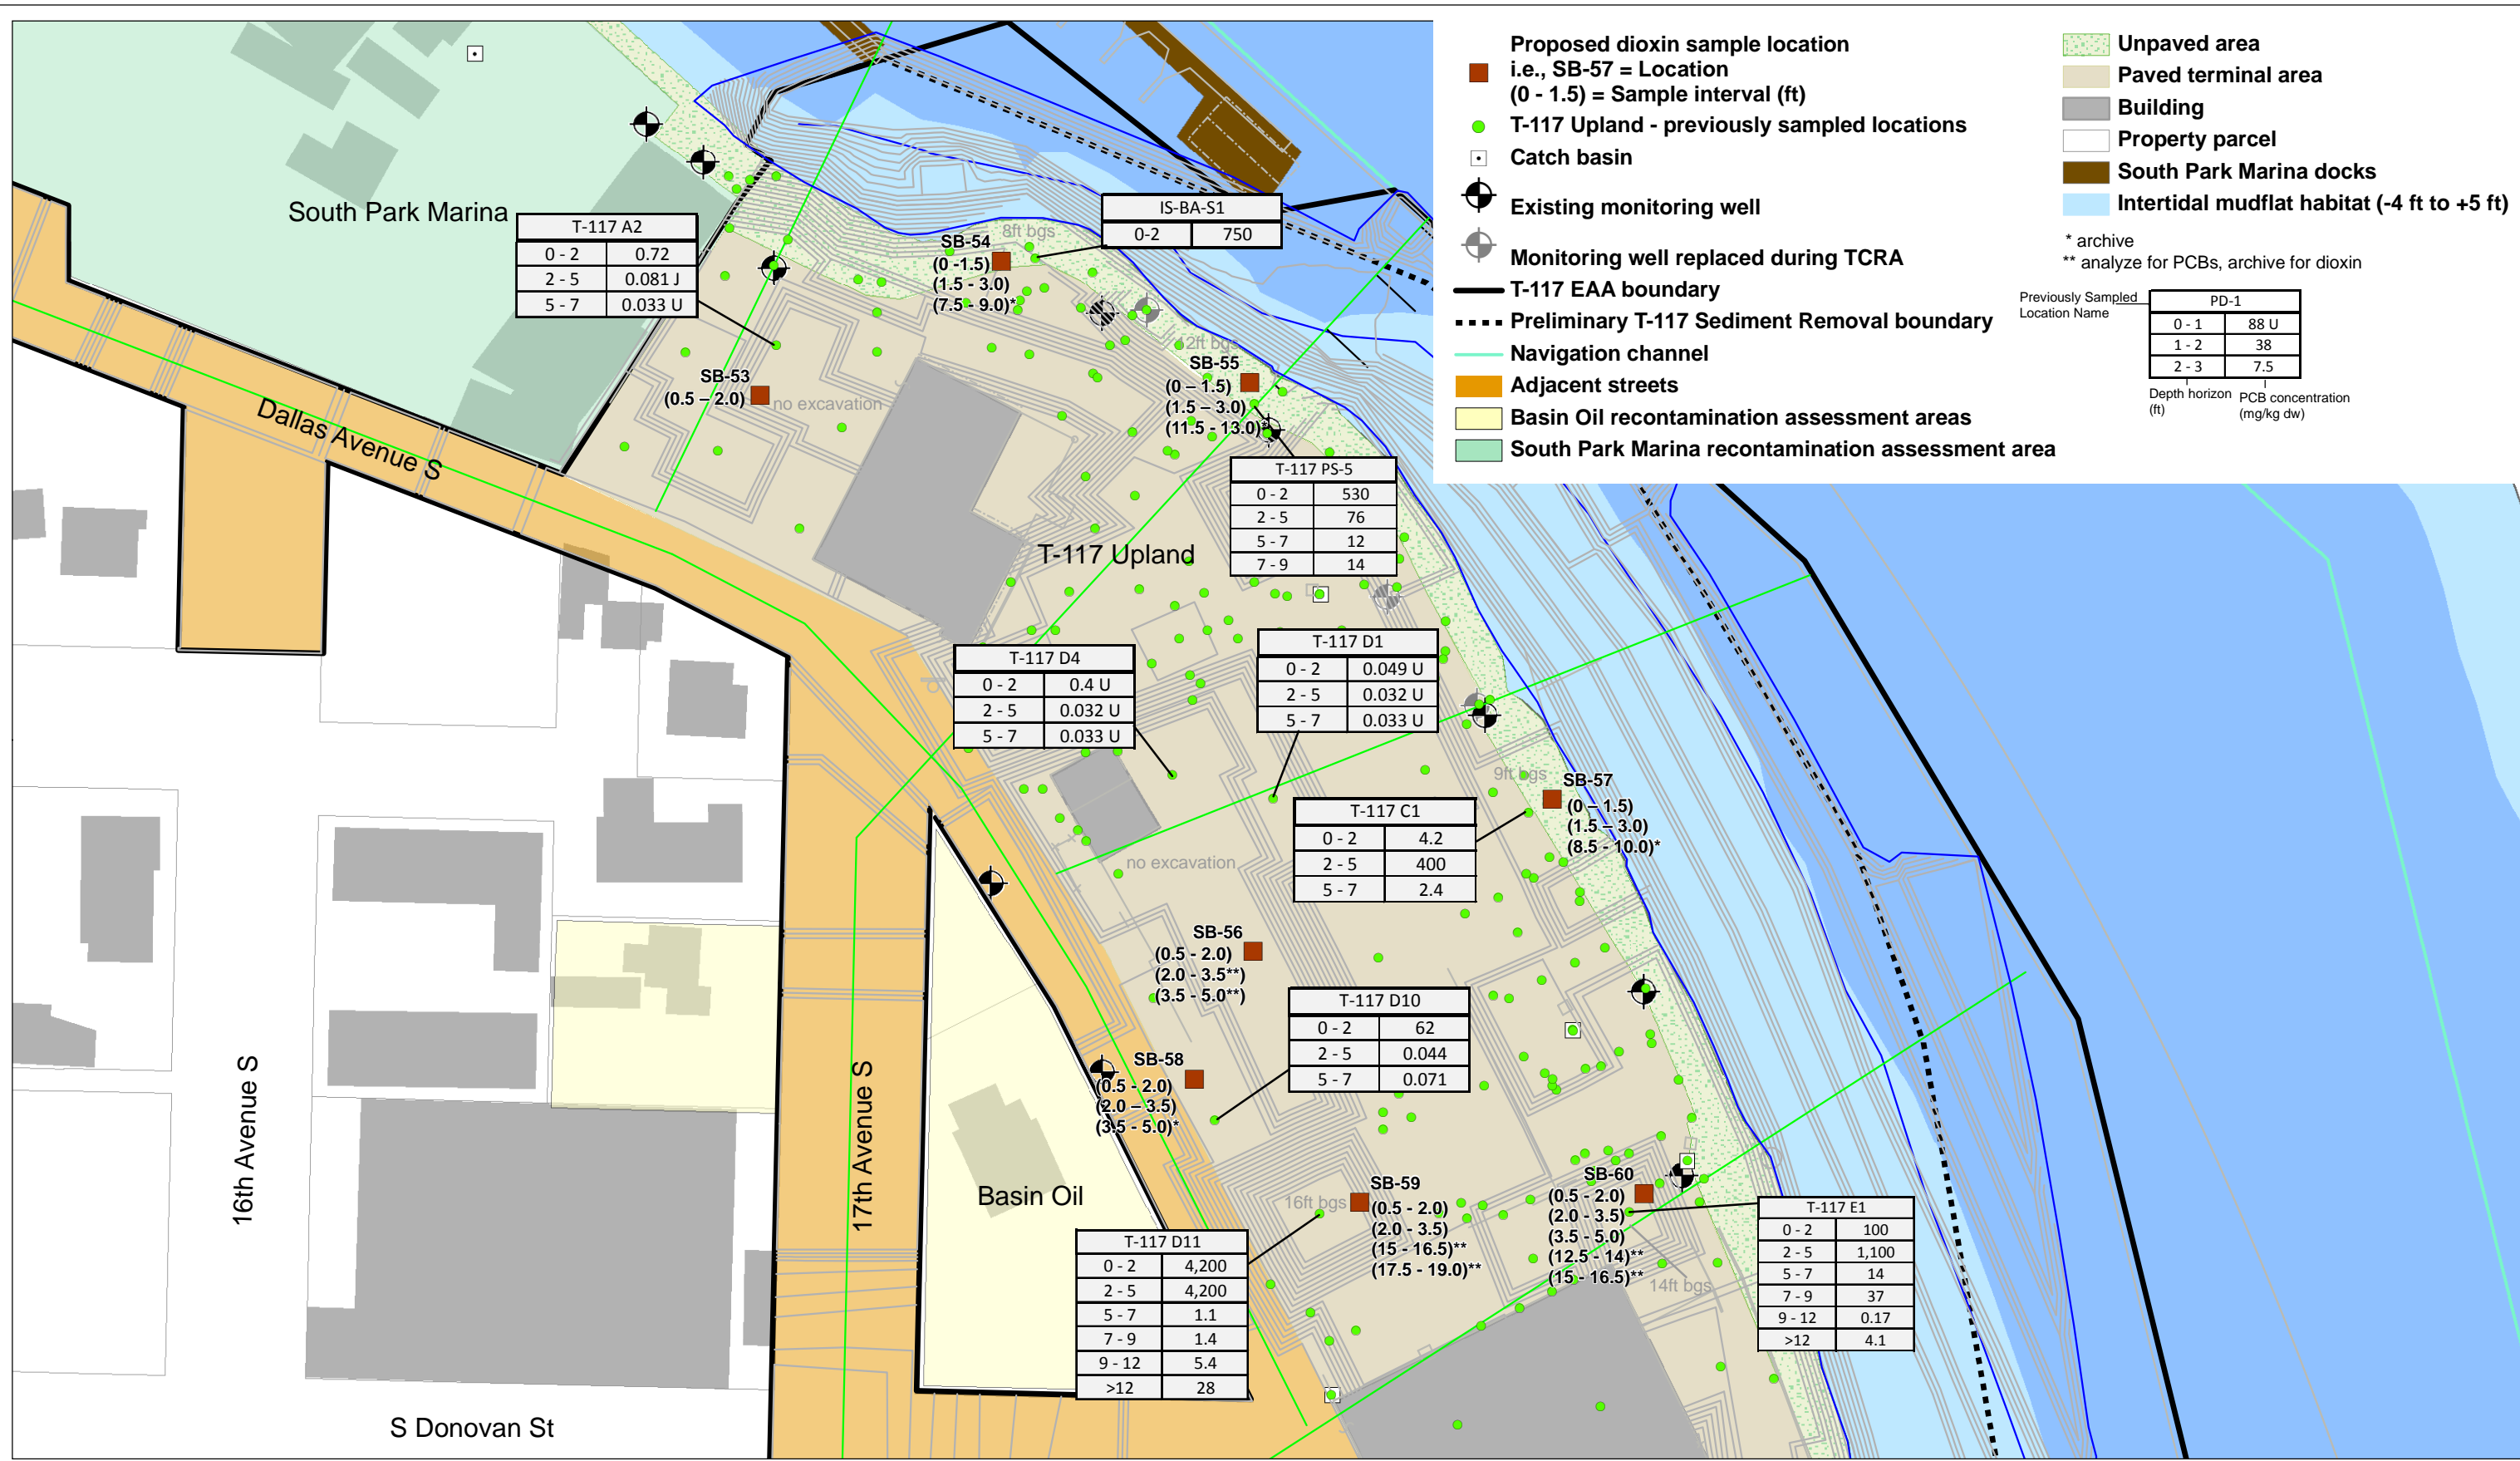 Proposed dioxin sample location
i.e., SB-57 = Location
(0 - 1.5) = Sample interval (ft)
T-117 Upland - previously sampled locations
Catch basin
Existing monitoring well
Monitoring well replaced during TCRA
T-117 EAA boundary
Preliminary T-117 Sediment Removal boundary
Navigation channel
Adjacent streets
Basin Oil recontamination assessment areas
South Park Marina recontamination assessment area
Unpaved area
Paved terminal area
Building
Property parcel
South Park Marina docks
Intertidal mudflat habitat (-4 ft to +5 ft)
* archive
** analyze for PCBs, archive for dioxin
Previously Sampled
Location Name
PD-1
0 - 1 88 U
1 - 2 38
2 - 3 7.5
Depth horizon
(ft)
PCB concentration
(mg/kg dw)
South Park Marina
T-117 A2
0 - 2 0.72
2 - 5 0.081 J
5 - 7 0.033 U
IS-BA-S1
0-2 750
8ft bgs
SB-54
(0 -1.5)
(1.5 - 3.0)
(7.5 - 9.0)*
12ft bgs
SB-55
(0 – 1.5)
(1.5 – 3.0)
(11.5 - 13.0)*
SB-53
(0.5 – 2.0)
no excavation
Dallas Avenue S
T-117 PS-5
0 - 2 530
2 - 5 76
5 - 7 12
7 - 9 14
T-117 Upland
T-117 D4
0 - 2 0.4 U
2 - 5 0.032 U
5 - 7 0.033 U
T-117 D1
0 - 2 0.049 U
2 - 5 0.032 U
5 - 7 0.033 U
9ft bgs
SB-57
(0 – 1.5)
(1.5 – 3.0)
(8.5 - 10.0)*
T-117 C1
0 - 2 4.2
2 - 5 400
5 - 7 2.4
no excavation
SB-56
(0.5 - 2.0)
(2.0 - 3.5**)
(3.5 - 5.0**)
T-117 D10
0 - 2 62
2 - 5 0.044
5 - 7 0.071
SB-58
(0.5 - 2.0)
(2.0 – 3.5)
(3.5 - 5.0)*
16th Avenue S
17th Avenue S
Basin Oil
16ft bgs
SB-59
(0.5 - 2.0)
(2.0 - 3.5)
(15 - 16.5)**
(17.5 - 19.0)**
SB-60
(0.5 - 2.0)
(2.0 - 3.5)
(3.5 - 5.0)
(12.5 - 14)**
(15 - 16.5)**
14ft bgs
T-117 E1
0 - 2 100
2 - 5 1,100
5 - 7 14
7 - 9 37
9 - 12 0.17
>12 4.1
T-117 D11
0 - 2 4,200
2 - 5 4,200
5 - 7 1.1
7 - 9 1.4
9 - 12 5.4
>12 28
S Donovan St